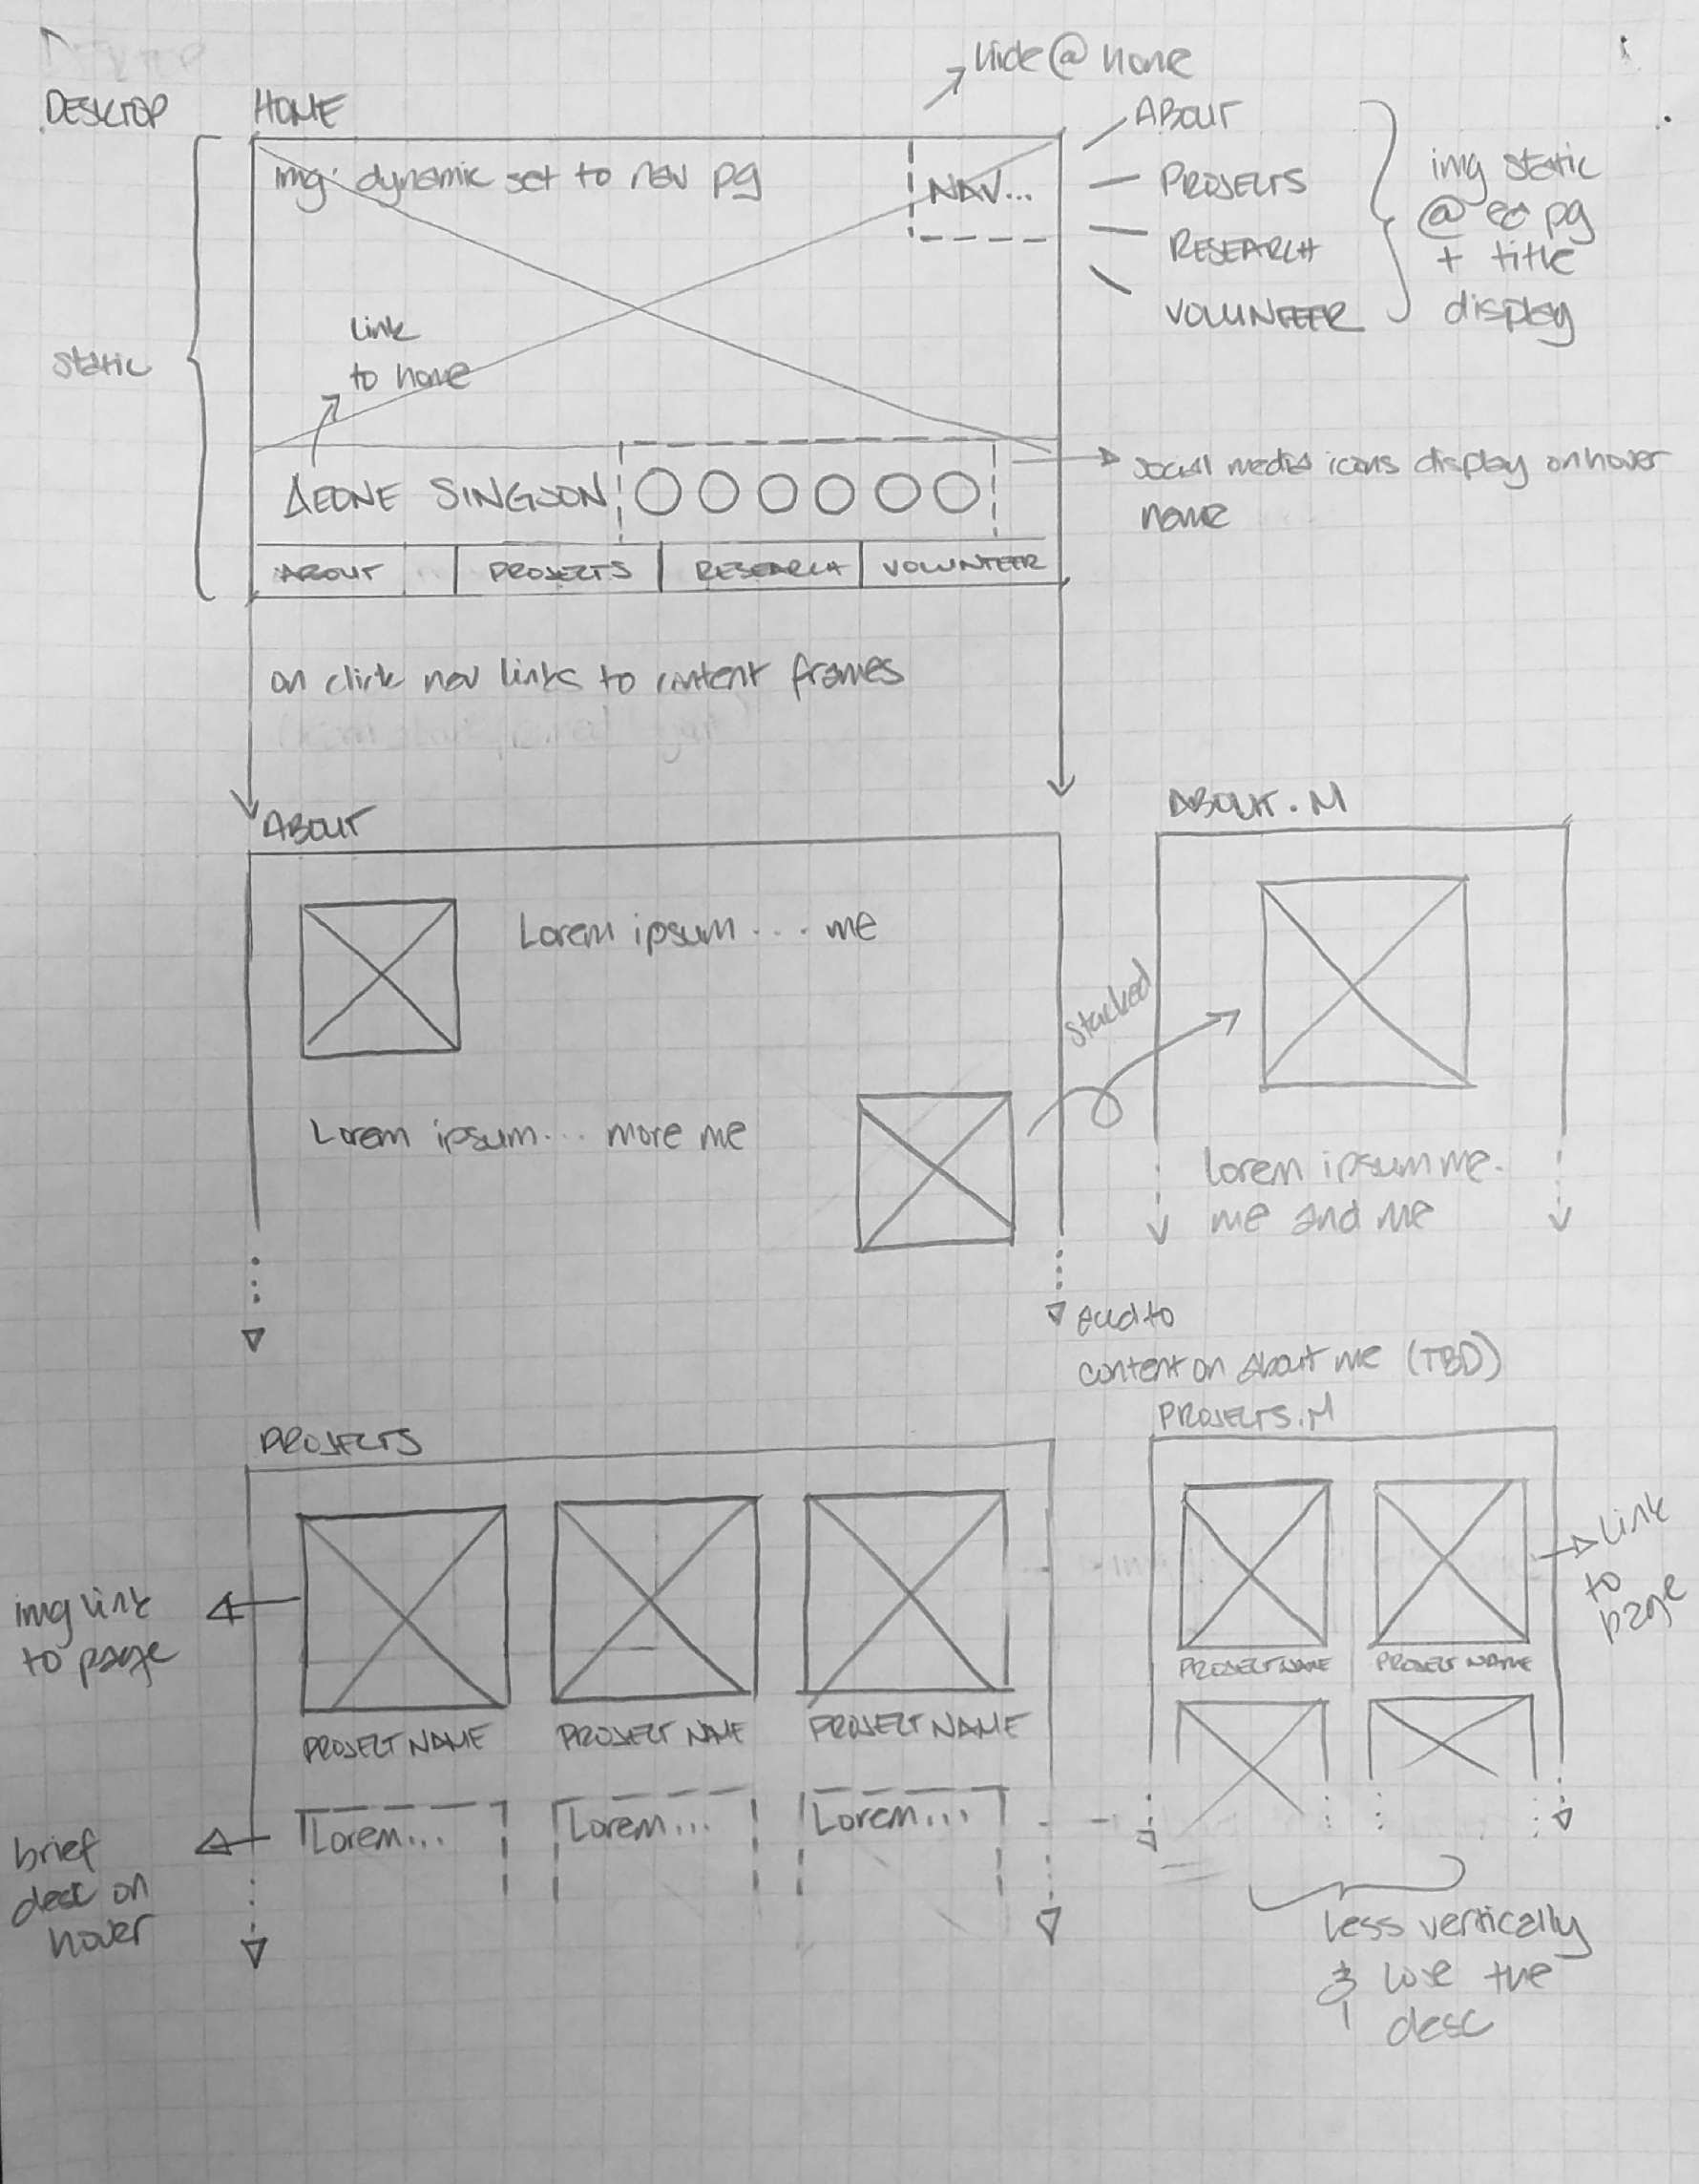 hide @ home
DESKTOP
HOME
img: dynamic set to nav pg
NAV...
ABOUT
PROJECTS
RESEARCH
VOLUNTEER
img static
@ ea pg
+ title
display
static
link
to home
AEONE SINGSON
social media icons display on hover
name
ABOUT
PROJECTS
RESEARCH
VOLUNTEER
on click nav links to content frames
ABOUT
ABOUT.M
Lorem ipsum . . . . me
stacked
Lorem ipsum... more me
Lorem ipsum me.
me and me
content on about me (TBD)
PROJECTS
PROJECTS.M
img link
to page
link
to
page
PROJECT NAME
PROJECT NAME
PROJECT NAME
PROJECT NAME
PROJECT NAME
Lorem...
Lorem...
Lorem...
brief
desc on
hover
less vertically
& lose the
desc